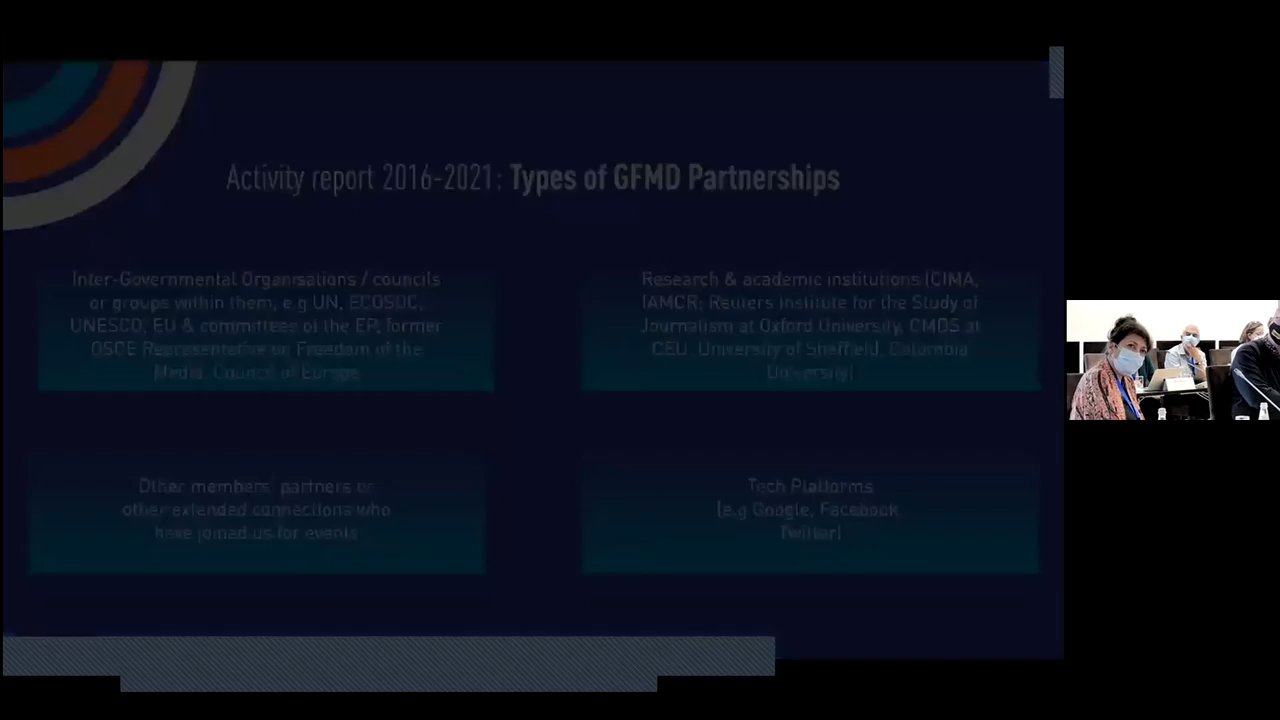 Activity report 2016-2021: Types of GFMD Partnerships
Inter-Governmental Organisations / councils
or groups within them, e.g UN, ECOSOC,
UNESCO, EU & committees of the EP, former
OSCE Representative on Freedom of the
Media, Council of Europe
Research & academic institutions (CIMA,
IAMCR; Reuters Institute for the Study of
Journalism at Oxford University, CMDS at
CEU, University of Sheffield, Columbia
University)
Other members, partners or
other extended connections who
have joined us for events
Tech Platforms
(e.g Google, Facebook,
Twitter)